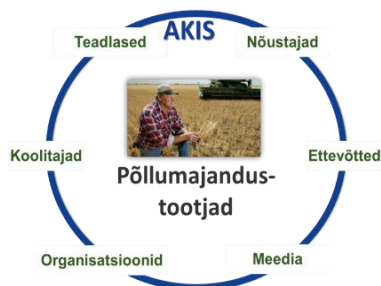 AKIS
Teadlased
Nõustajad
Koolitajad
Ettevõtted
Põllumajandus-
tootjad
Organisatsioonid
Meedia